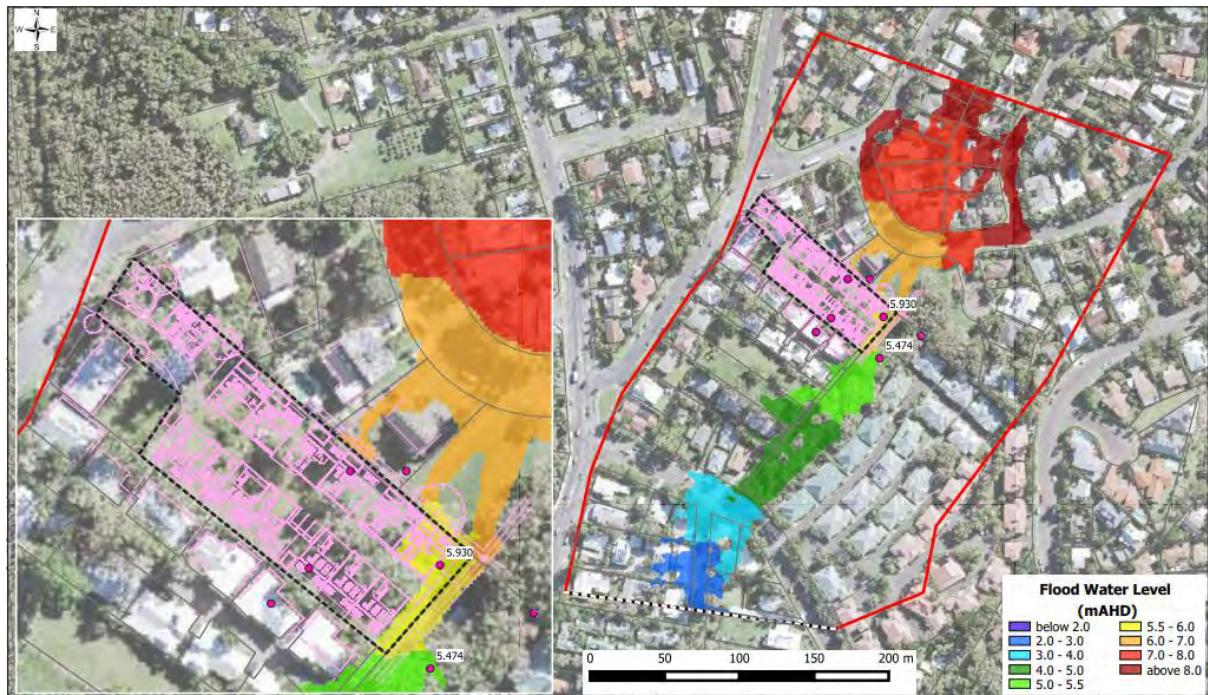 N
W E
S
5.930
5.474
5.930
5.474
0 50 100 150 200 m
Flood Water Level
(mAHD)
below 2.0
2.0 - 3.0
3.0 - 4.0
4.0 - 5.0
5.0 - 5.5
5.5 - 6.0
6.0 - 7.0
7.0 - 8.0
above 8.0